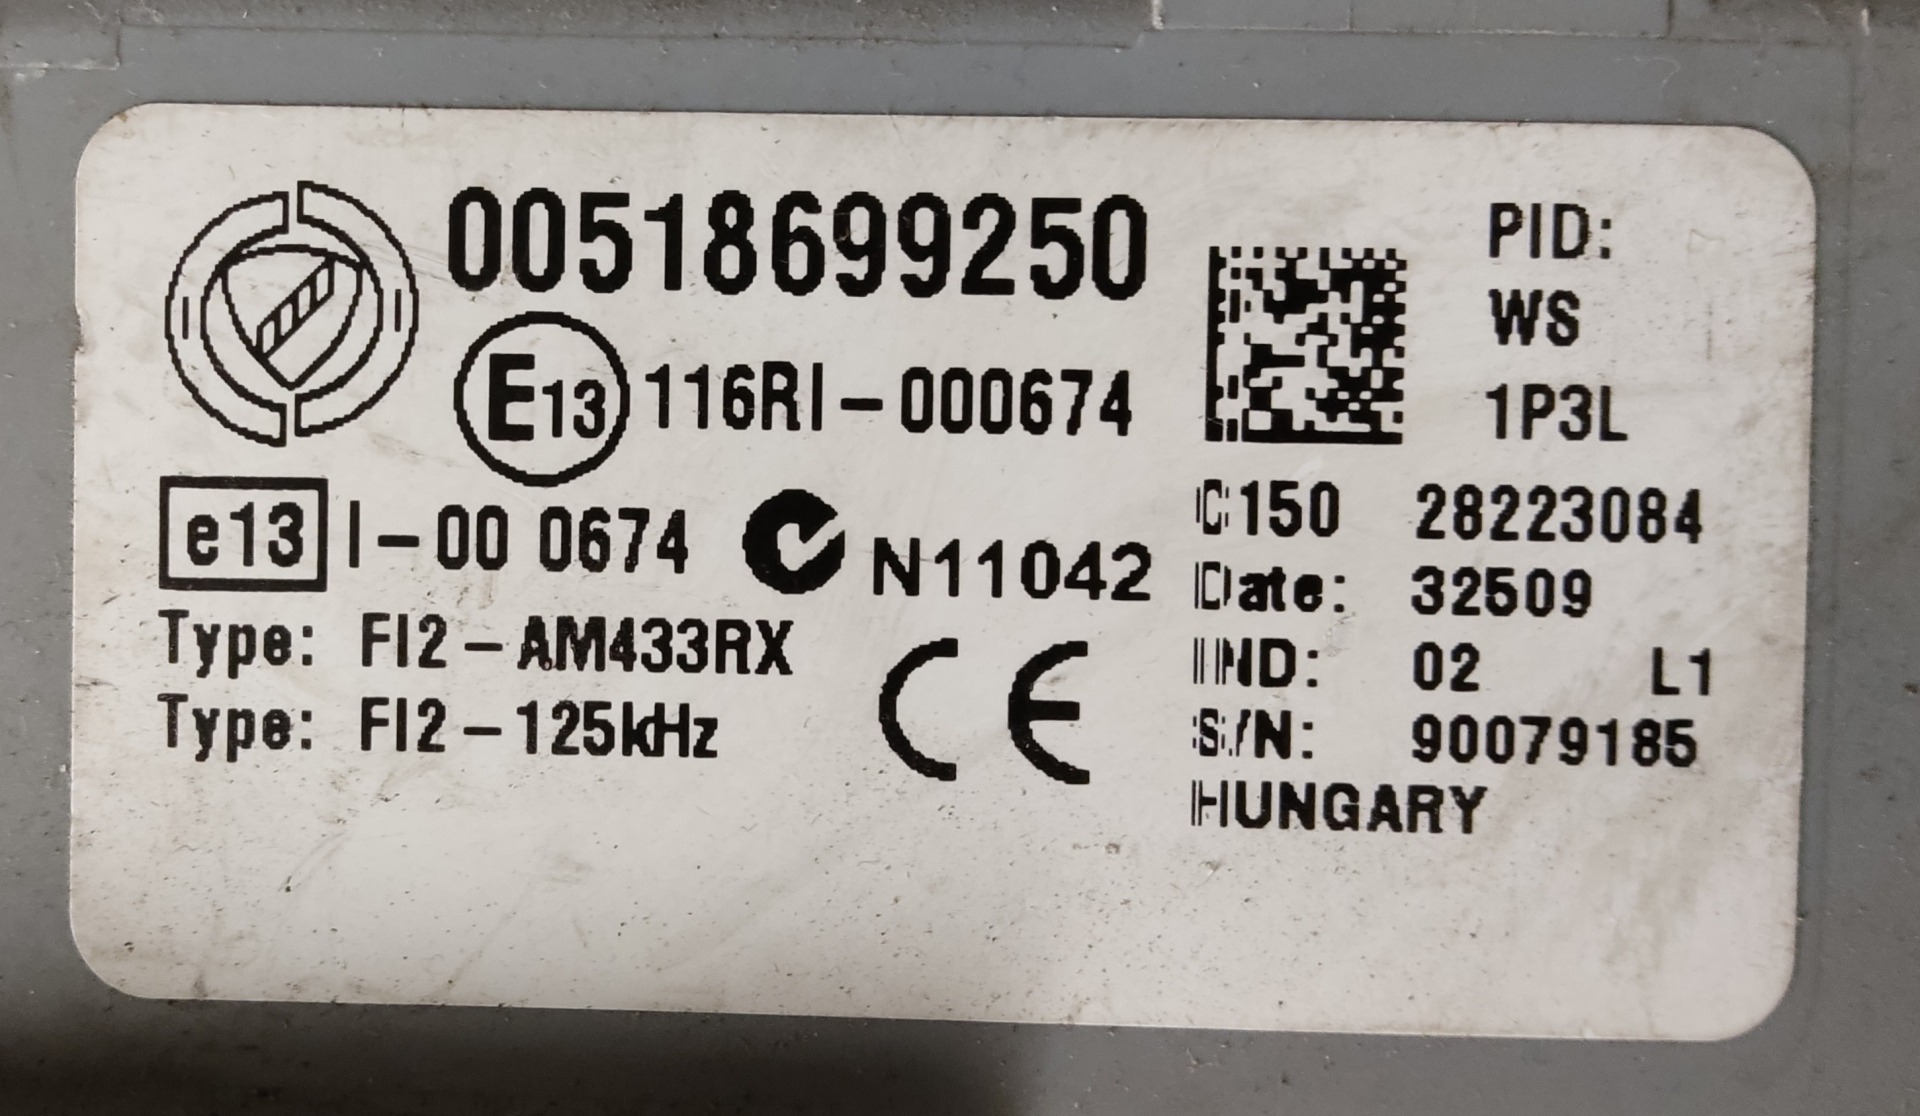 00518699250
E13 116RI-000674
e13 I-00 0674 N11042
Type: FI2-AM433RX
Type: FI2-125kHz
CE
PID:
WS
1P3L
C150 28223084
Date: 32509
IND: 02 L1
S/N: 90079185
HUNGARY